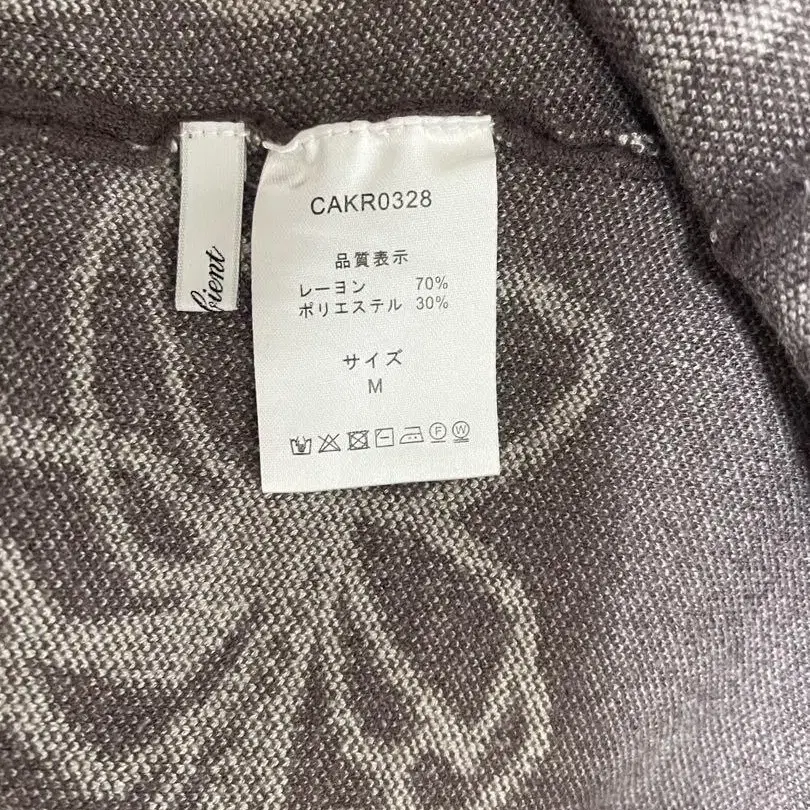 CAKR0328
品質表示
レーヨン 70%
ポリエステル 30%
サイズ
M
F W